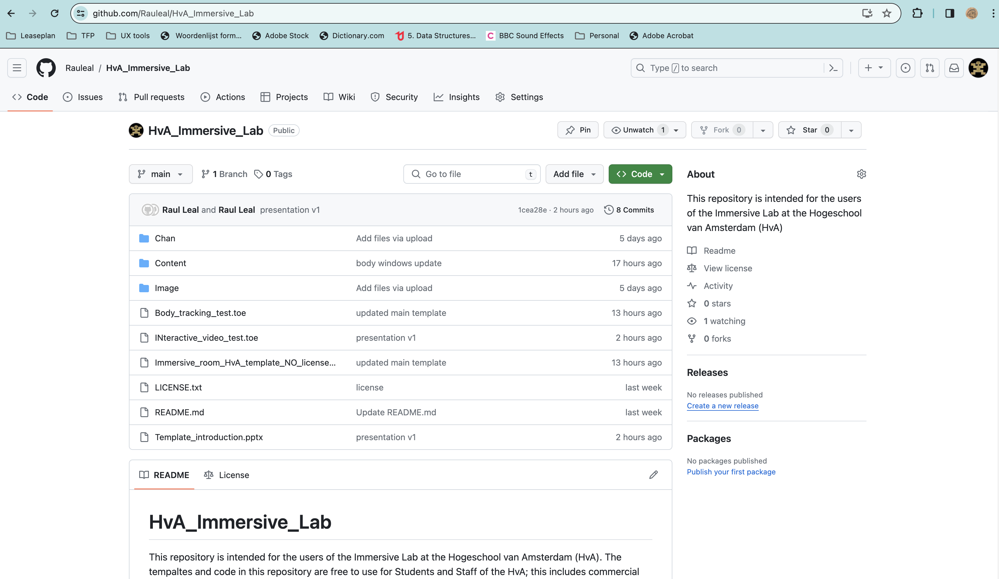 github.com/Rauleal/HvA_Immersive_Lab
Leaseplan TFP UX tools Woordenlijst form... Adobe Stock Dictionary.com 5. Data Structures... BBC Sound Effects Personal Adobe Acrobat
Rauleal / HvA_Immersive_Lab
Type / to search
Code Issues Pull requests Actions Projects Wiki Security Insights Settings
HvA_Immersive_Lab Public
Pin Unwatch 1 Fork 0 Star 0
main 1 Branch 0 Tags
Go to file t Add file Code
Raul Leal and Raul Leal presentation v1 1cea28e · 2 hours ago 8 Commits
Chan Add files via upload 5 days ago
Content body windows update 17 hours ago
Image Add files via upload 5 days ago
Body_tracking_test.toe updated main template 13 hours ago
INteractive_video_test.toe presentation v1 2 hours ago
Immersive_room_HvA_template_NO_license... updated main template 13 hours ago
LICENSE.txt license last week
README.md Update README.md last week
Template_introduction.pptx presentation v1 2 hours ago
README License
HvA_Immersive_Lab
This repository is intended for the users of the Immersive Lab at the Hogeschool van Amsterdam (HvA). The
tempaltes and code in this repository are free to use for Students and Staff of the HvA; this includes commercial
About
This repository is intended for the users
of the Immersive Lab at the Hogeschool
van Amsterdam (HvA)
Readme
View license
Activity
0 stars
1 watching
0 forks
Releases
No releases published
Create a new release
Packages
No packages published
Publish your first package